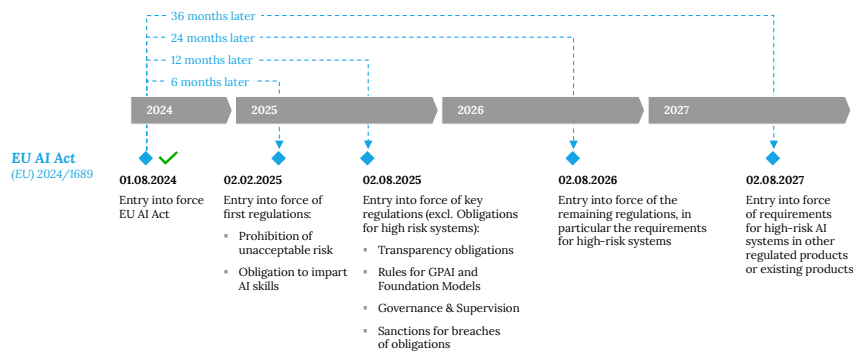 36 months later
24 months later
12 months later
6 months later
2024
2025
2026
2027
EU AI Act
(EU) 2024/1689
01.08.2024
Entry into force
EU AI Act
02.02.2025
Entry into force of
first regulations:
▪ Prohibition of
unacceptable risk
▪ Obligation to impart
AI skills
02.08.2025
Entry into force of key
regulations (excl. Obligations
for high risk systems):
▪ Transparency obligations
▪ Rules for GPAI and
Foundation Models
▪ Governance & Supervision
▪ Sanctions for breaches
of obligations
02.08.2026
Entry into force of the
remaining regulations, in
particular the requirements
for high-risk systems
02.08.2027
Entry into force
of requirements
for high-risk AI
systems in other
regulated products
or existing products